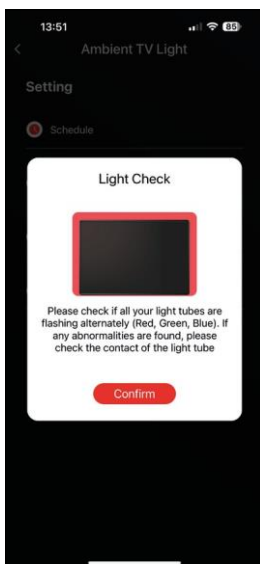 13:51
85
Ambient TV Light
Setting
Schedule
Light Check
Please check if all your light tubes are
flashing alternately (Red, Green, Blue). If
any abnormalities are found, please
check the contact of the light tube
Confirm